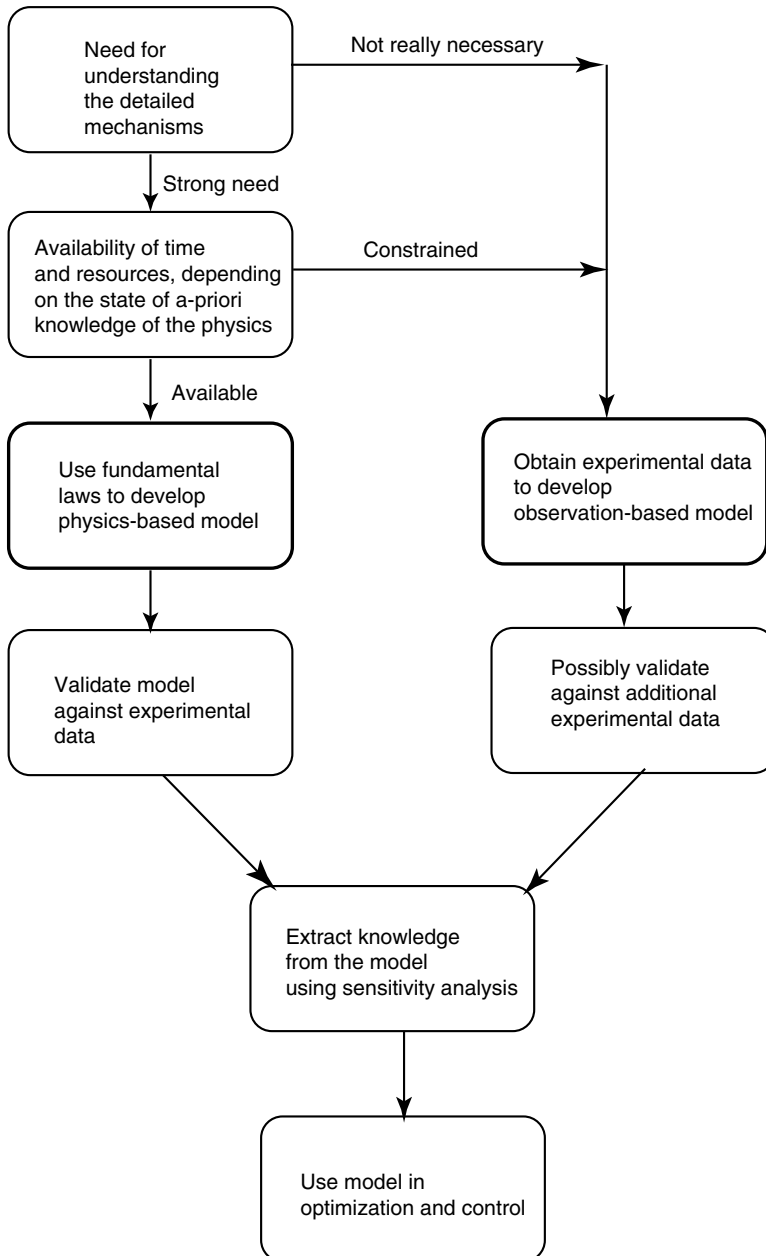 Need for
understanding
the detailed
mechanisms
Not really necessary
Strong need
Availability of time
and resources, depending
on the state of a-priori
knowledge of the physics
Constrained
Available
Use fundamental
laws to develop
physics-based model
Obtain experimental data
to develop
observation-based model
Validate model
against experimental
data
Possibly validate
against additional
experimental data
Extract knowledge
from the model
using sensitivity analysis
Use model in
optimization and control